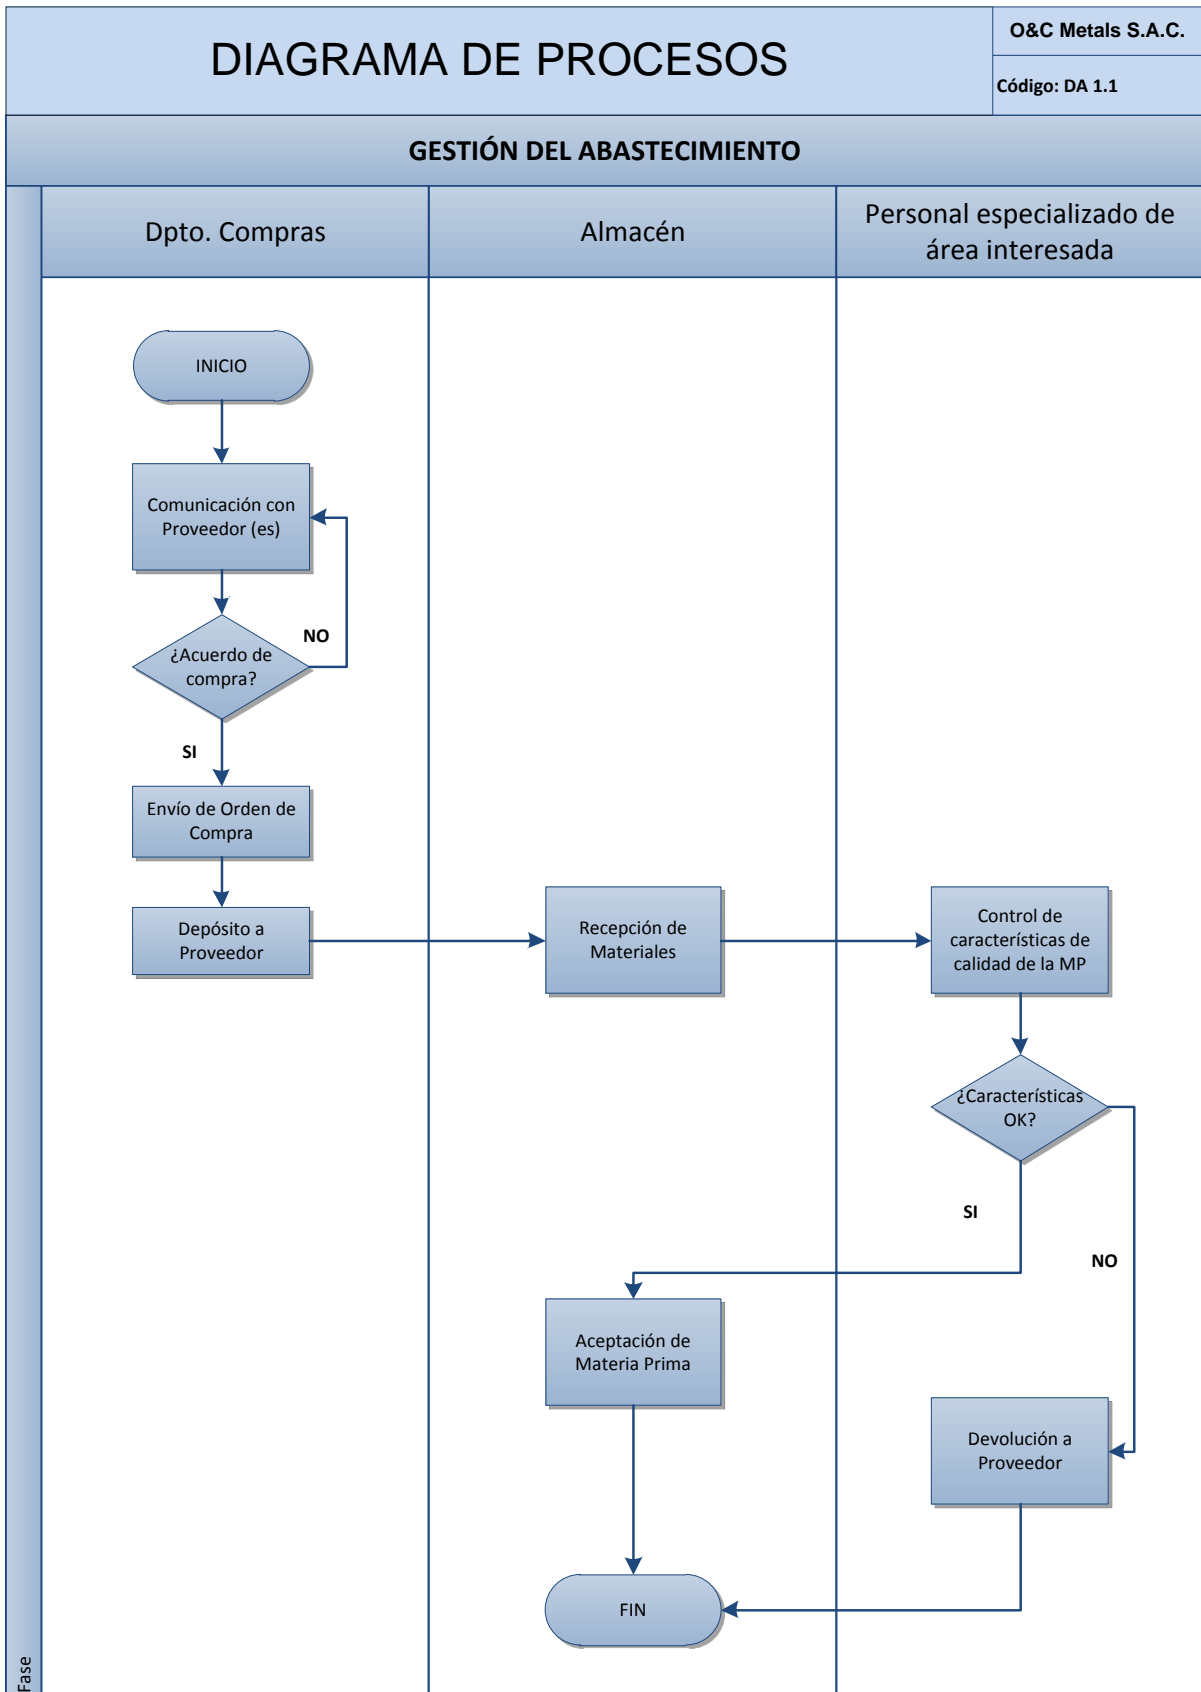 DIAGRAMA DE PROCESOS
O&C Metals S.A.C.
Código: DA 1.1
GESTIÓN DEL ABASTECIMIENTO
Dpto. Compras
Almacén
Personal especializado de
área interesada
INICIO
Comunicación con
Proveedor (es)
NO
¿Acuerdo de
compra?
SI
Envío de Orden de
Compra
Depósito a
Proveedor
Recepción de
Materiales
Control de
características de
calidad de la MP
¿Características
OK?
SI
NO
Aceptación de
Materia Prima
Devolución a
Proveedor
FIN
Fase